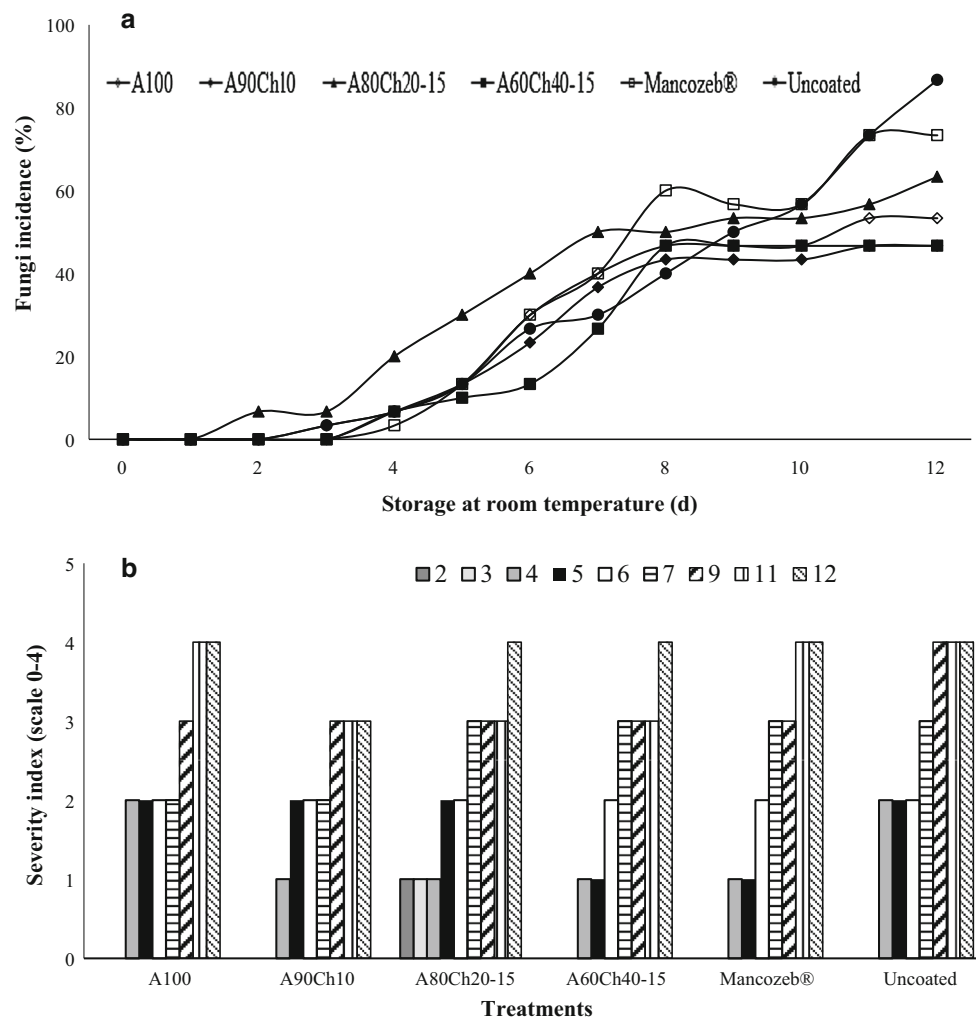 a
100
80
60
40
20
0
Fungi incidence (%)
A100 A90Ch10 A80Ch20-15 A60Ch40-15 Mancozeb® Uncoated
0 2 4 6 8 10 12
Storage at room temperature (d)
b
5
4
3
2
1
0
Severity index (scale 0-4)
2 3 4 5 6 7 9 11 12
A100 A90Ch10 A80Ch20-15 A60Ch40-15 Mancozeb® Uncoated
Treatments